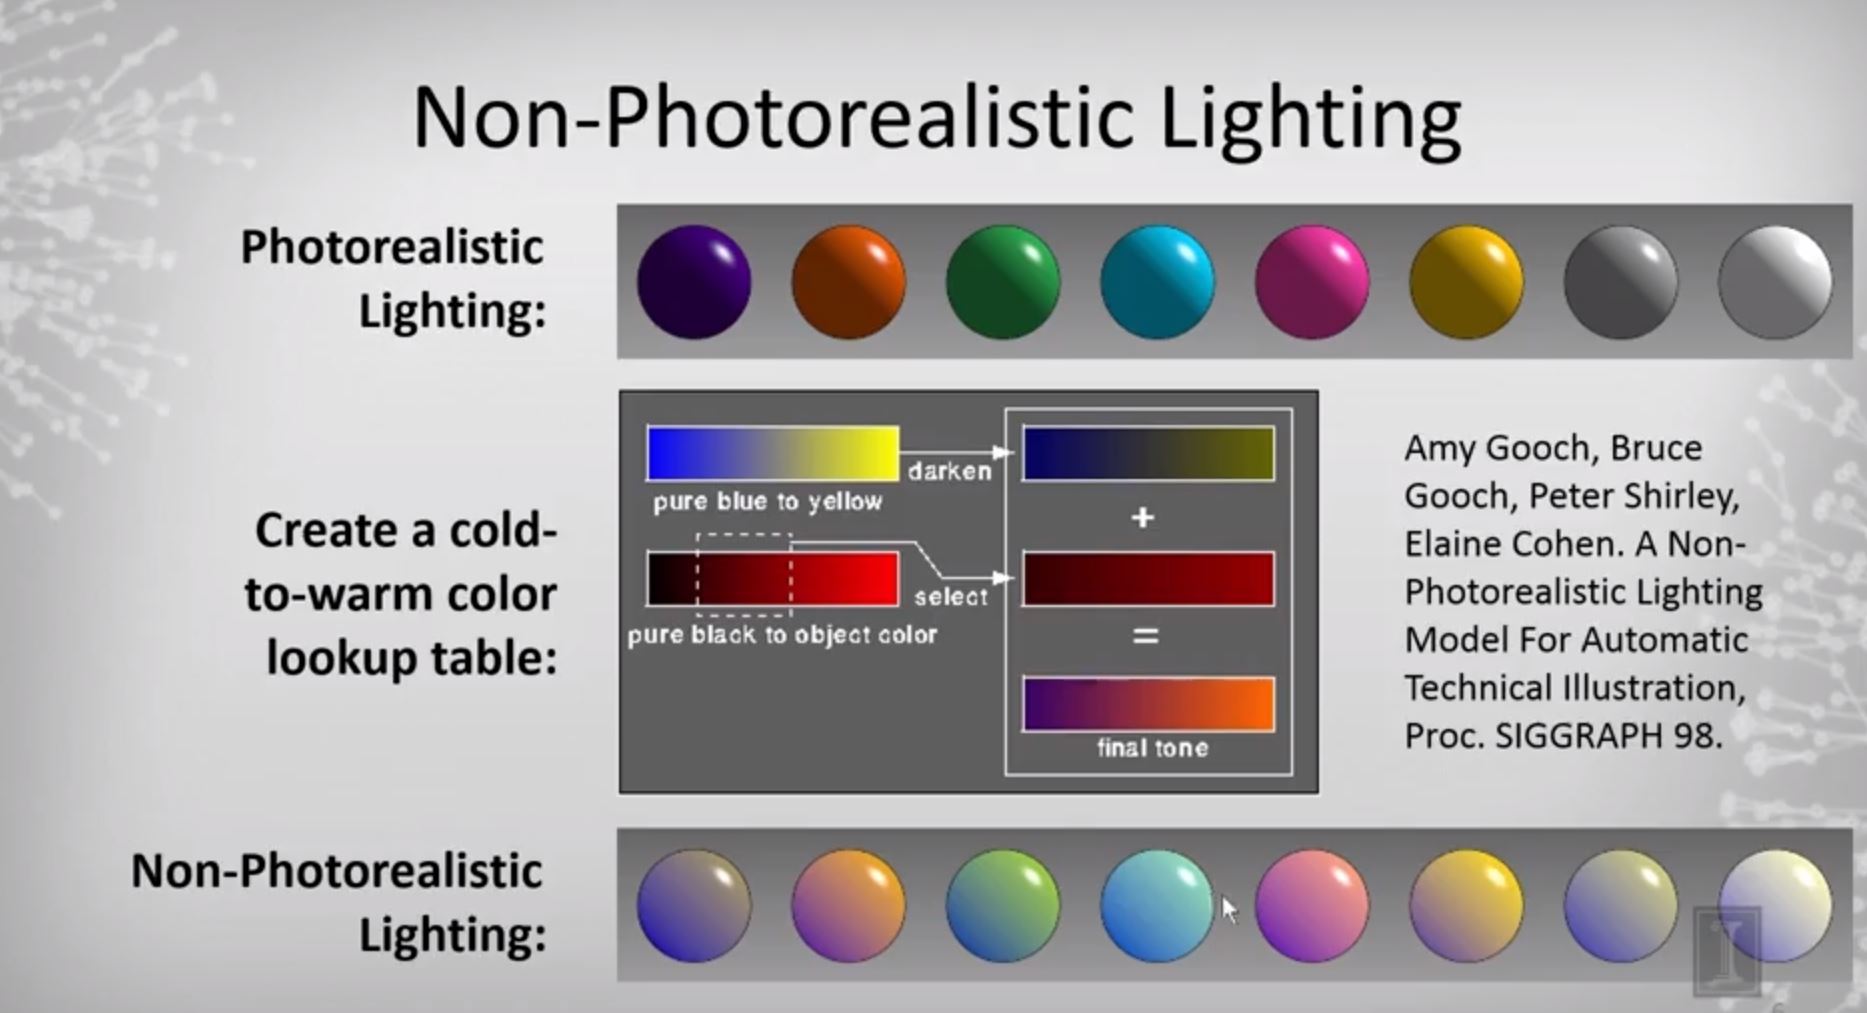 Non-Photorealistic Lighting
Photorealistic
Lighting:
Create a cold-
to-warm color
lookup table:
pure blue to yellow
darken
pure black to object color
select
+
=
final tone
Amy Gooch, Bruce
Gooch, Peter Shirley,
Elaine Cohen. A Non-
Photorealistic Lighting
Model For Automatic
Technical Illustration,
Proc. SIGGRAPH 98.
Non-Photorealistic
Lighting:
I